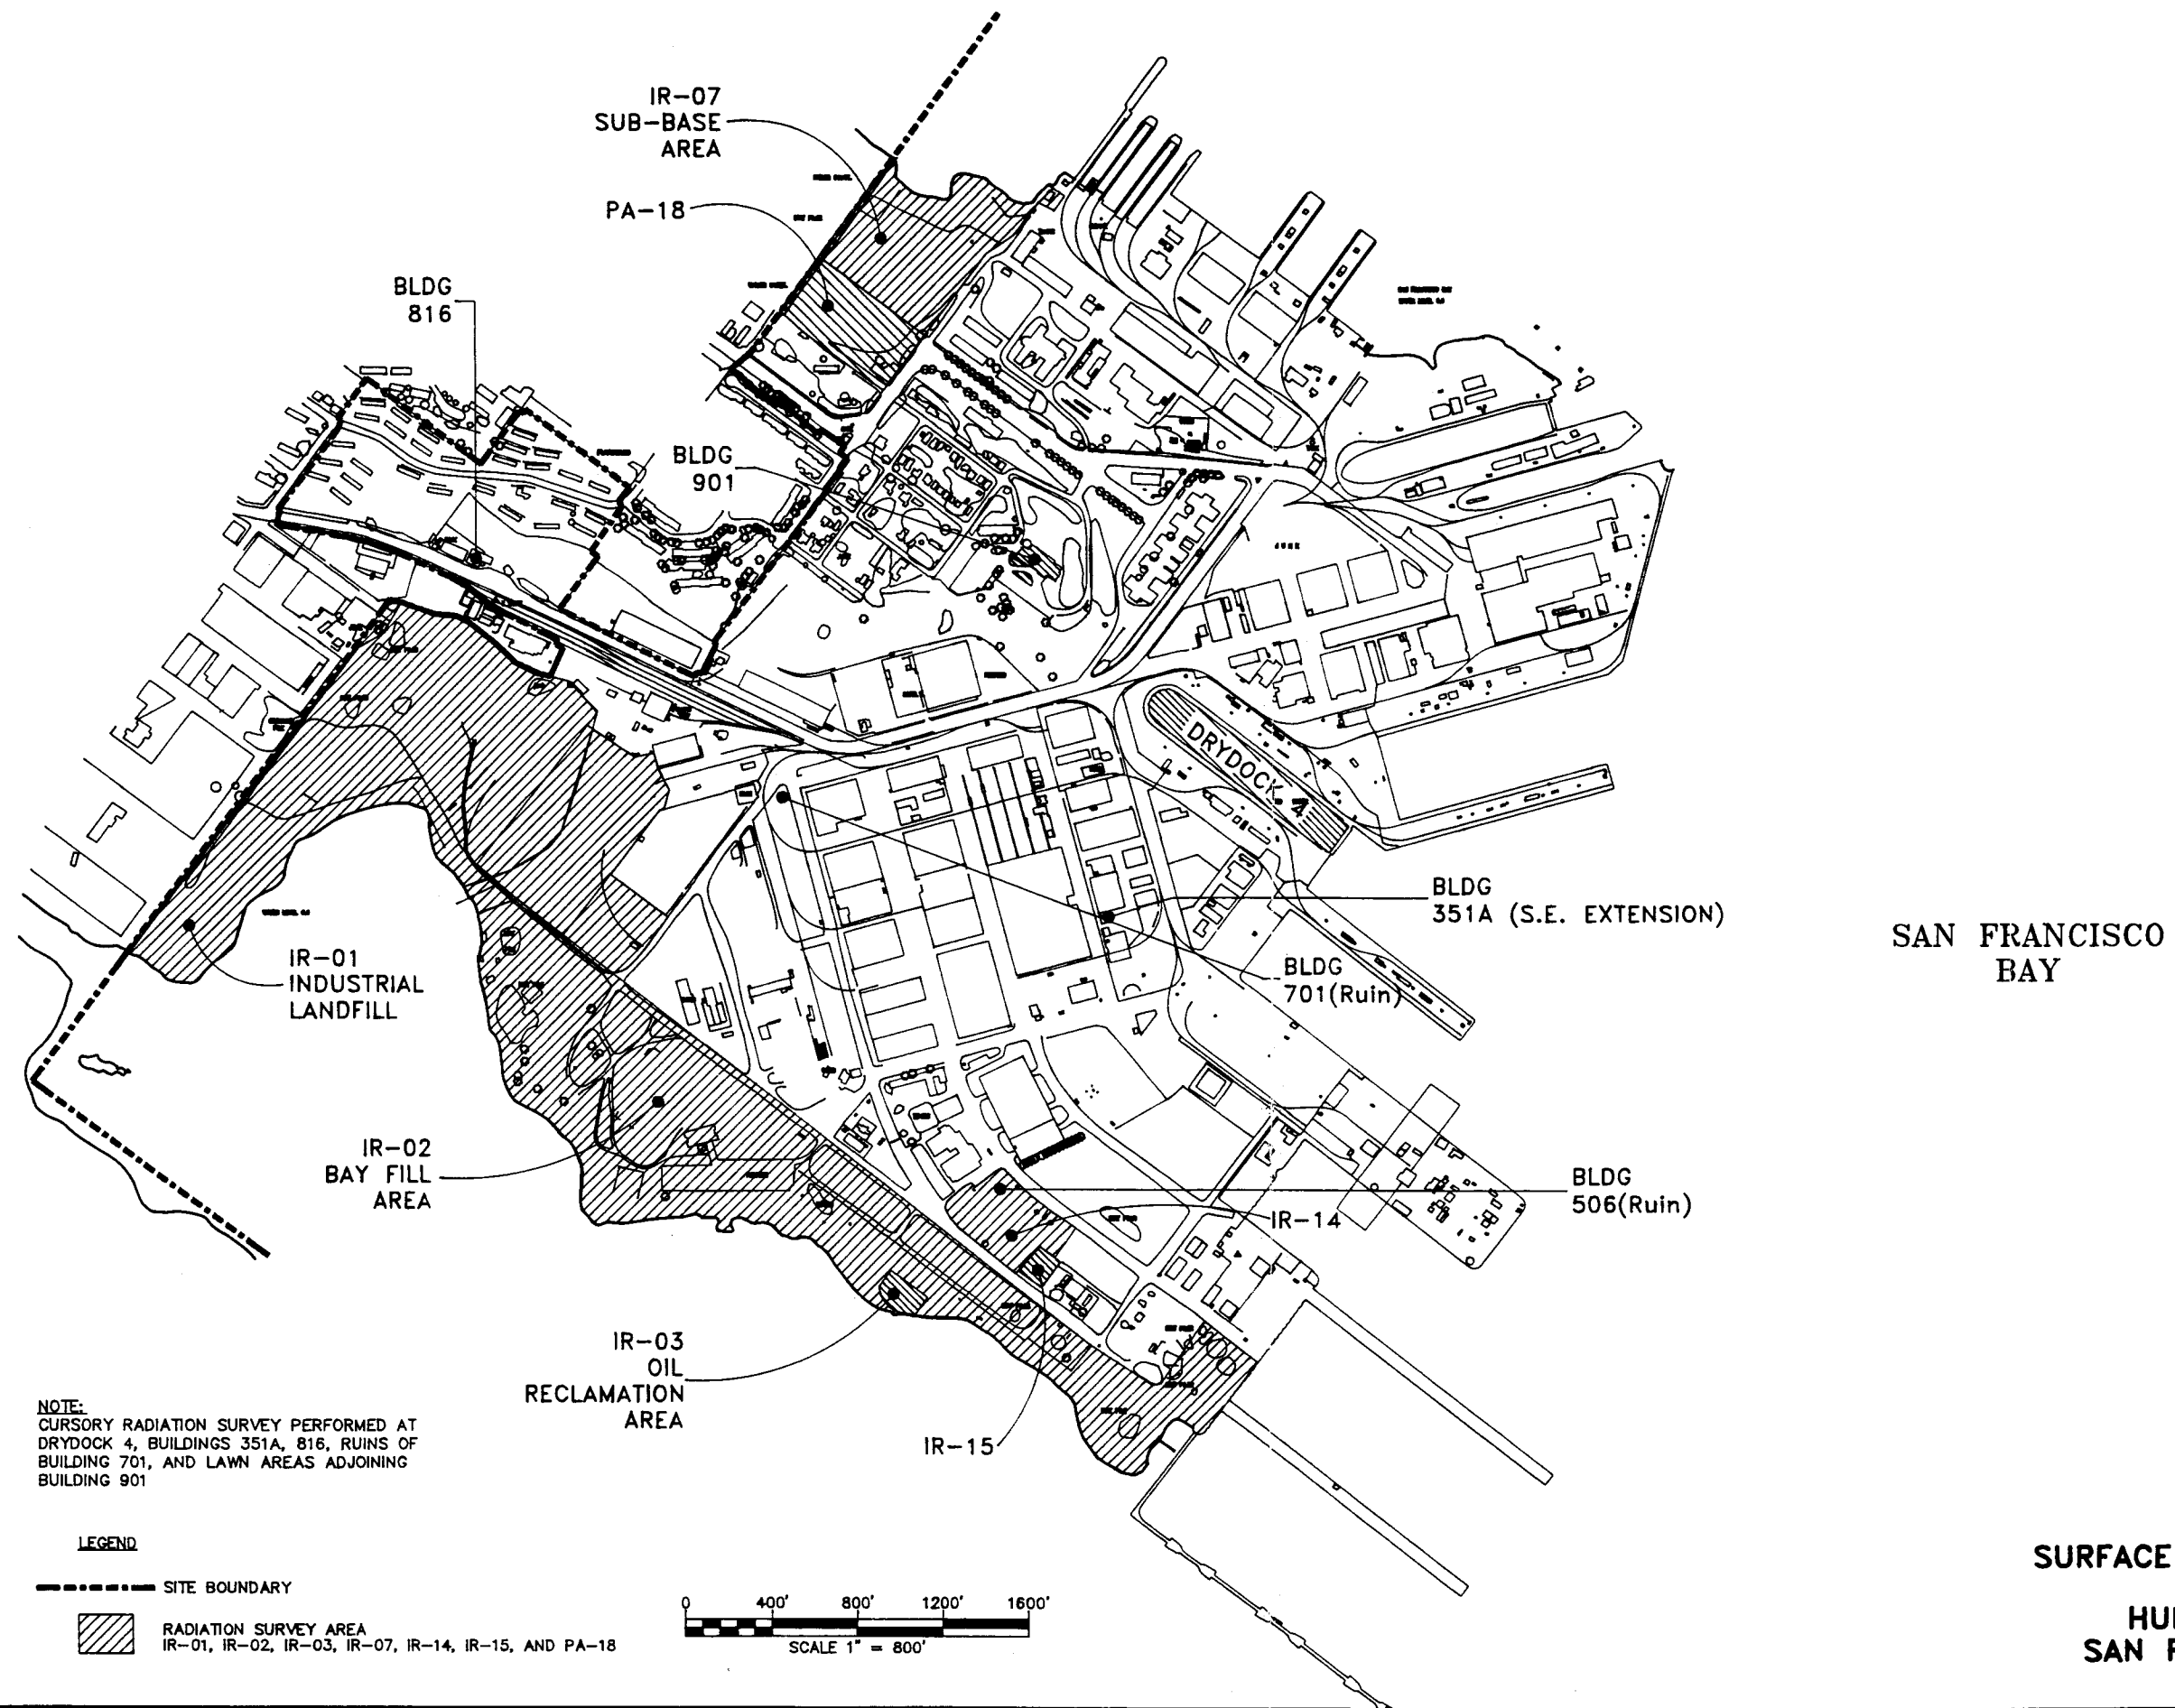 IR-07
SUB-BASE
AREA
PA-18
BLDG
816
BLDG
901
DRYDOCK 4
BLDG
351A (S.E. EXTENSION)
BLDG
701(Ruin)
SAN FRANCISCO
BAY
IR-01
INDUSTRIAL
LANDFILL
IR-02
BAY FILL
AREA
BLDG
506(Ruin)
IR-14
IR-03
OIL
RECLAMATION
AREA
IR-15
NOTE:
CURSORY RADIATION SURVEY PERFORMED AT
DRYDOCK 4, BUILDINGS 351A, 816, RUINS OF
BUILDING 701, AND LAWN AREAS ADJOINING
BUILDING 901
LEGEND
SITE BOUNDARY
RADIATION SURVEY AREA
IR-01, IR-02, IR-03, IR-07, IR-14, IR-15, AND PA-18
0 400' 800' 1200' 1600'
SCALE 1" = 800'
SURFACE
SAN